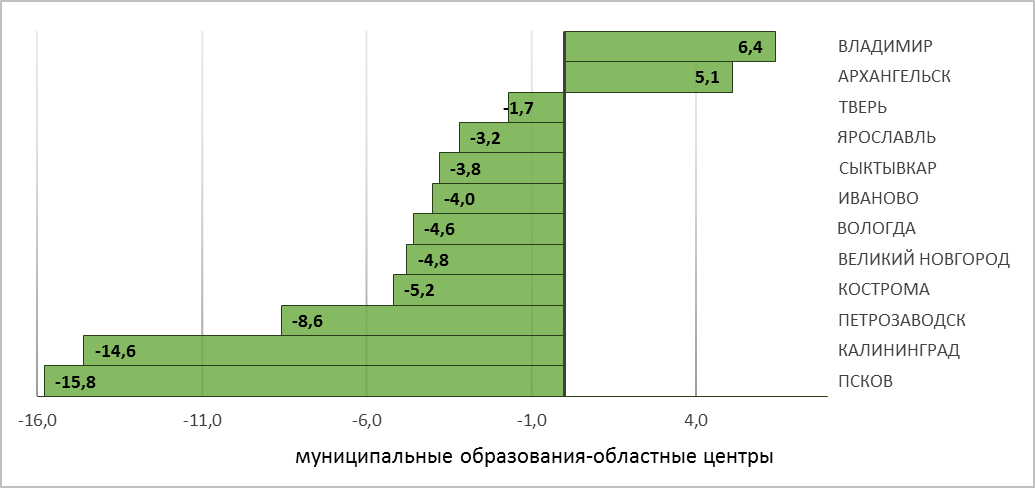 6,4 ВЛАДИМИР
5,1 АРХАНГЕЛЬСК
-1,7 ТВЕРЬ
-3,2 ЯРОСЛАВЛЬ
-3,8 СЫКТЫВКАР
-4,0 ИВАНОВО
-4,6 ВОЛОГДА
-4,8 ВЕЛИКИЙ НОВГОРОД
-5,2 КОСТРОМА
-8,6 ПЕТРОЗАВОДСК
-14,6 КАЛИНИНГРАД
-15,8 ПСКОВ
-16,0 -11,0 -6,0 -1,0 4,0
муниципальные образования-областные центры